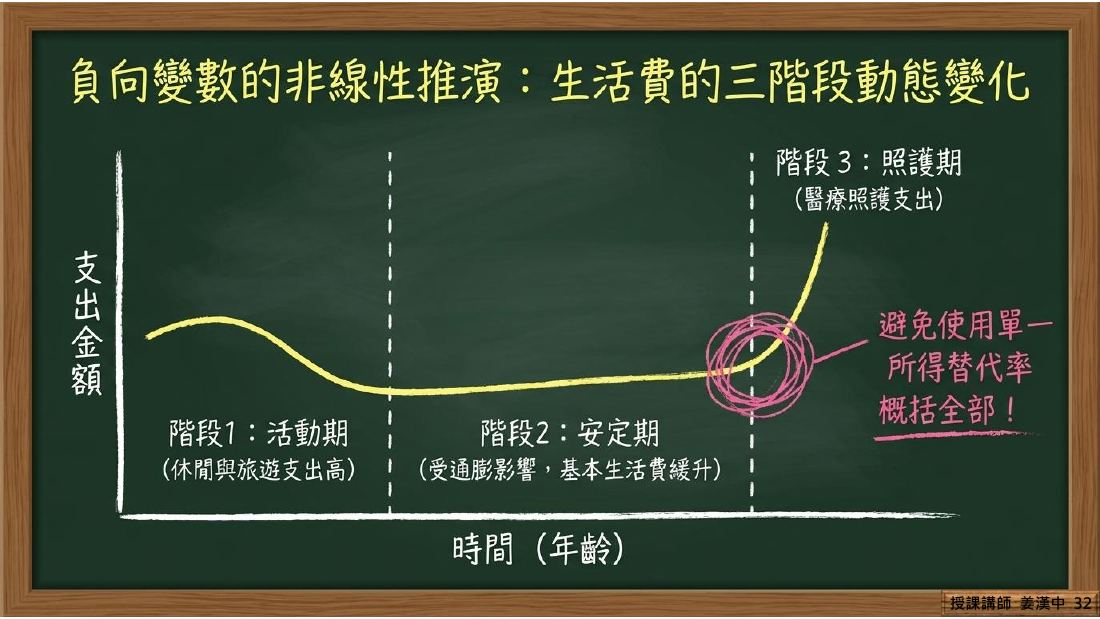 負向變數的非線性推演：生活費的三階段動態變化
支出金額
階段1：活動期
(休閒與旅遊支出高)
階段2：安定期
(受通膨影響，基本生活費緩升)
階段3：照護期
(醫療照護支出)
避免使用單一
所得替代率
概括全部！
時間（年齡）
授課講師 姜漢中 32